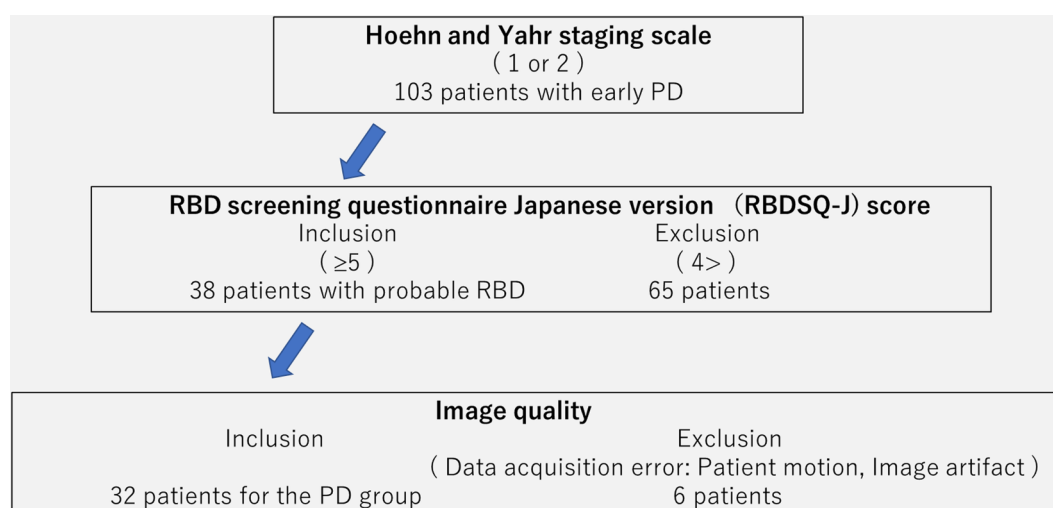 Hoehn and Yahr staging scale
( 1 or 2 )
103 patients with early PD
RBD screening questionnaire Japanese version （RBDSQ-J) score
Inclusion Exclusion
( ≥5 ) ( 4> )
38 patients with probable RBD 65 patients
Image quality
Inclusion Exclusion
( Data acquisition error: Patient motion, Image artifact )
32 patients for the PD group 6 patients